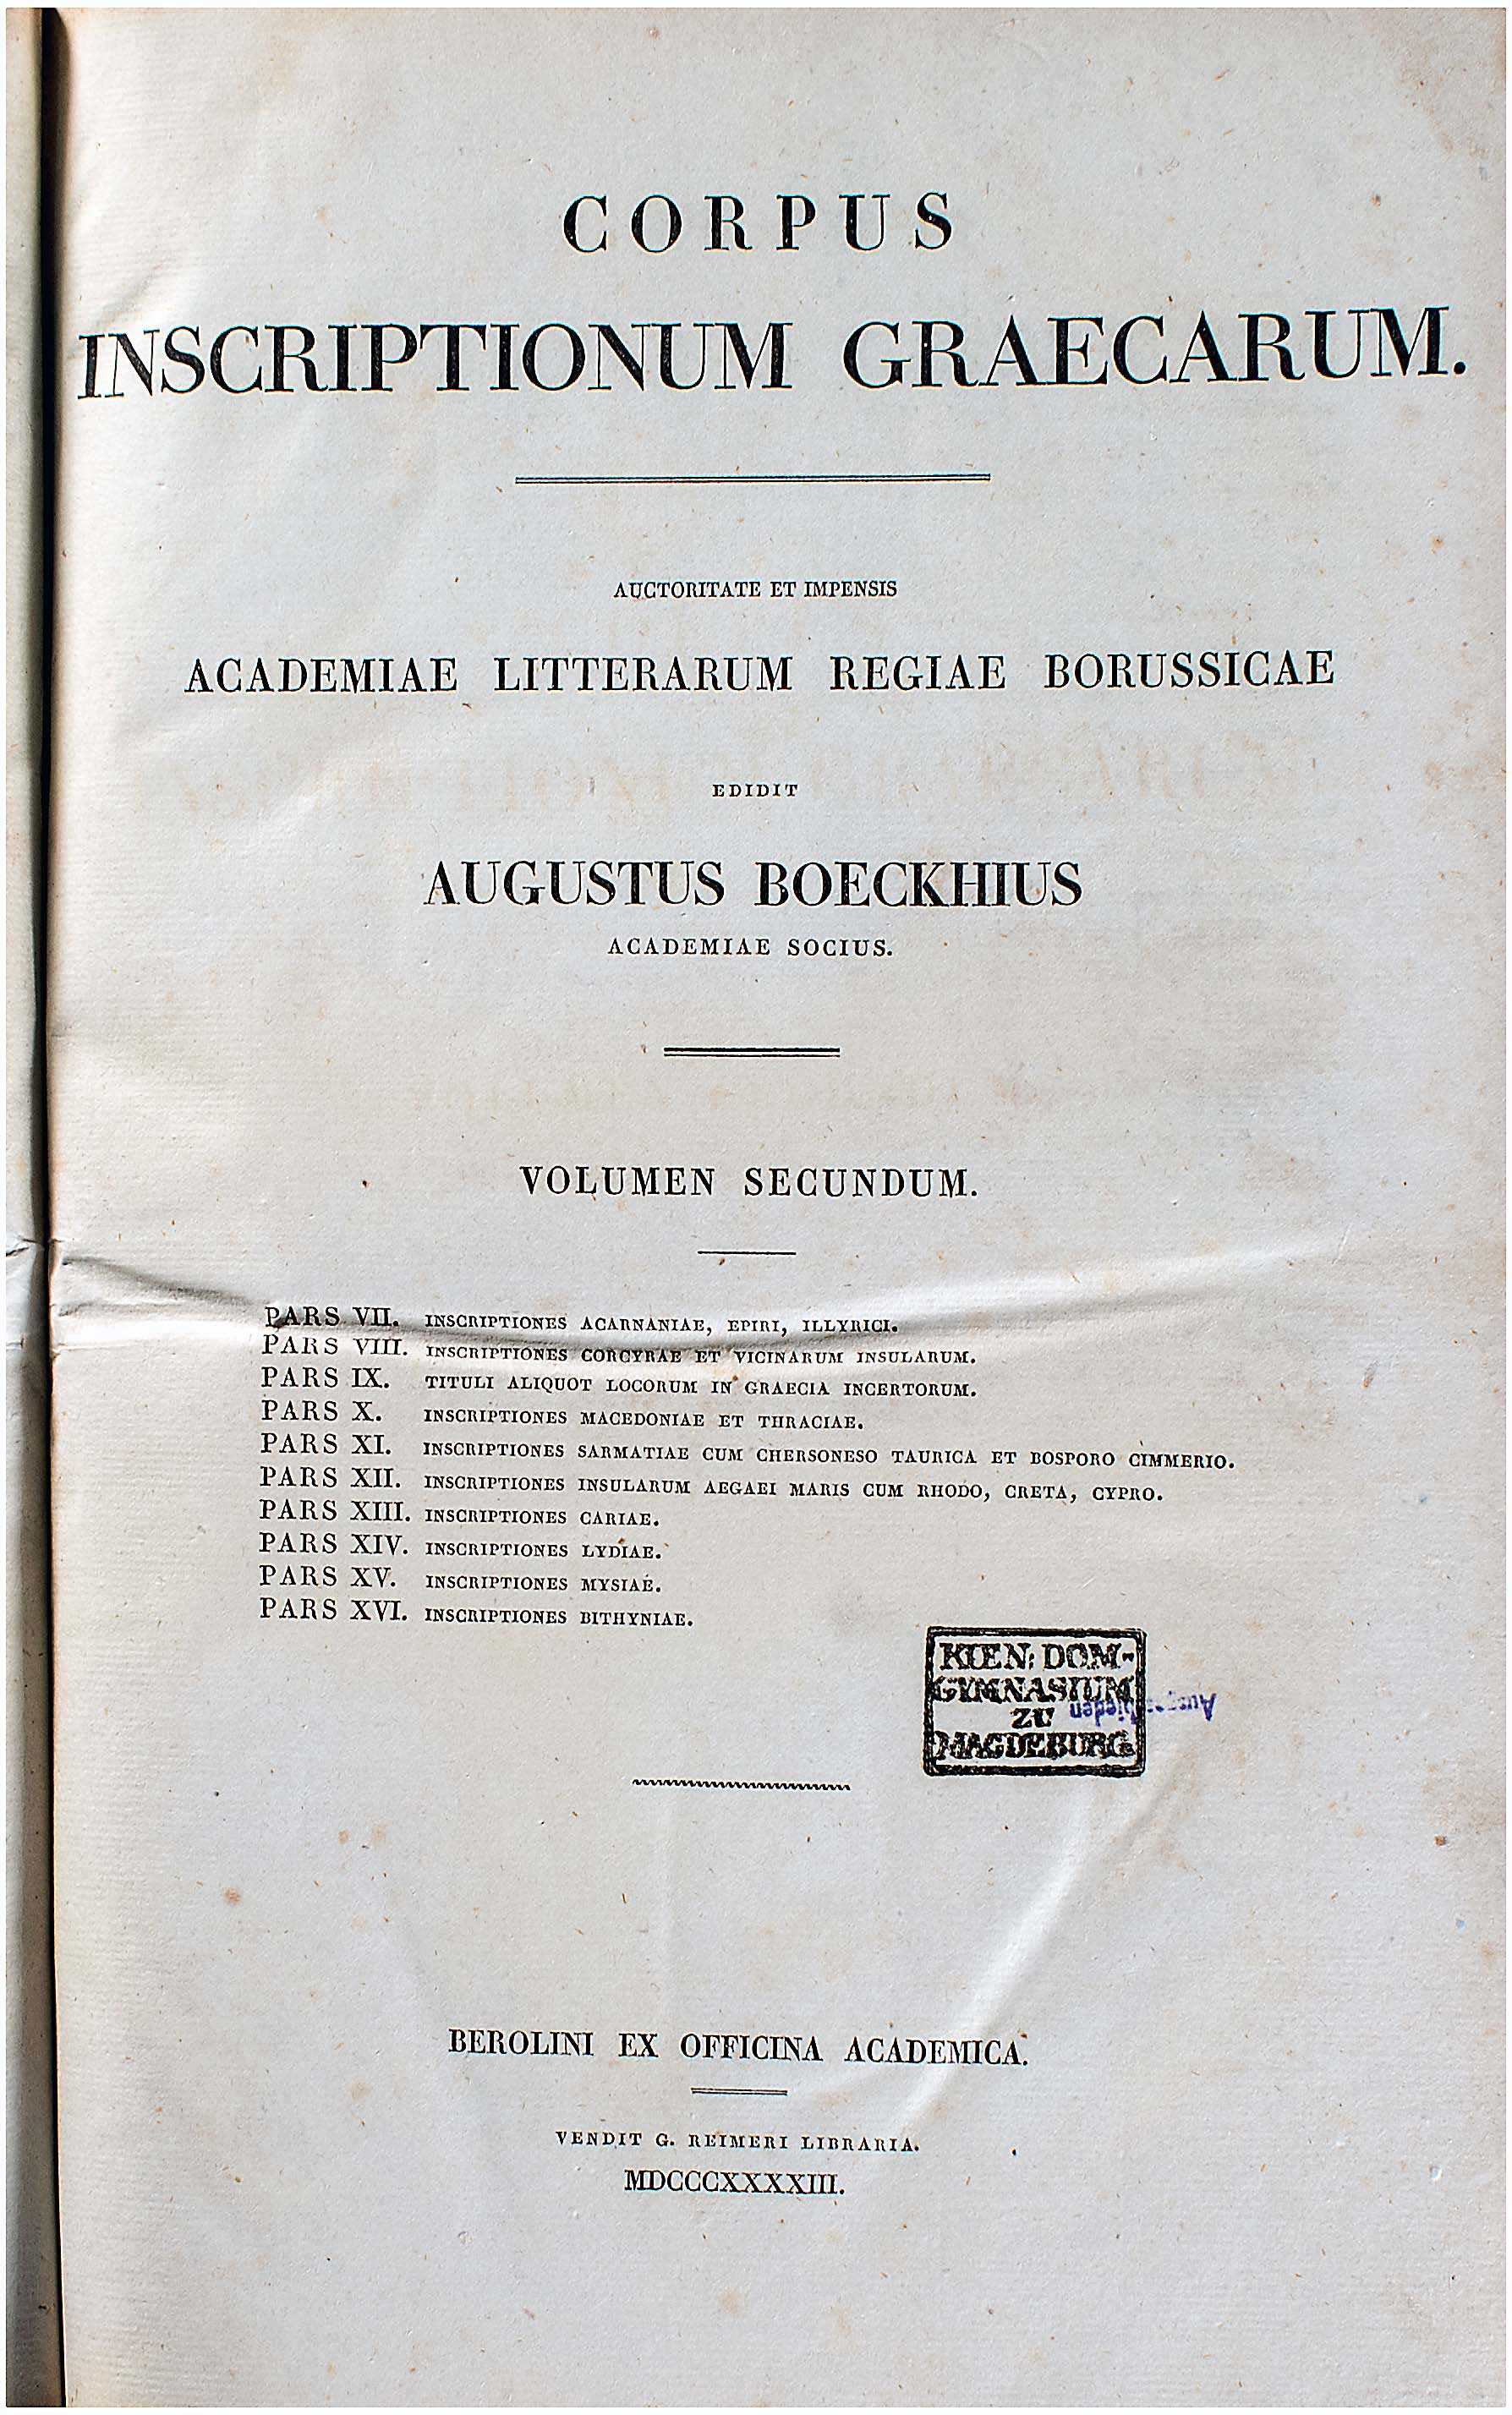 CORPUS
INSCRIPTIONUM GRAECARUM.
AUCTORITATE ET IMPENSIS
ACADEMIAE LITTERARUM REGIAE BORUSSICAE
EDIDIT
AUGUSTUS BOECKHIUS
ACADEMIAE SOCIUS.
VOLUMEN SECUNDUM.
PARS VII. INSCRIPTIONES ACARNANIAE, EPIRI, ILLYRICI.
PARS VIII. INSCRIPTIONES CORCYRAE ET VICINARUM INSULARUM.
PARS IX. TITULI ALIQUOT LOCORUM IN GRAECIA INCERTORUM.
PARS X. INSCRIPTIONES MACEDONIAE ET THRACIAE.
PARS XI. INSCRIPTIONES SARMATIAE CUM CHERSONESO TAURICA ET BOSPORO CIMMERIO.
PARS XII. INSCRIPTIONES INSULARUM AEGAEI MARIS CUM RHODO, CRETA, CYPRO.
PARS XIII. INSCRIPTIONES CARIAE.
PARS XIV. INSCRIPTIONES LYDIAE.
PARS XV. INSCRIPTIONES MYSIAE.
PARS XVI. INSCRIPTIONES BITHYNIAE.
KŒN: DOM-
GYMNASIUM
ZU
MAGDEBURG.
BEROLINI EX OFFICINA ACADEMICA.
VENDIT G. REIMERI LIBRARIA.
MDCCCXXXXIII.